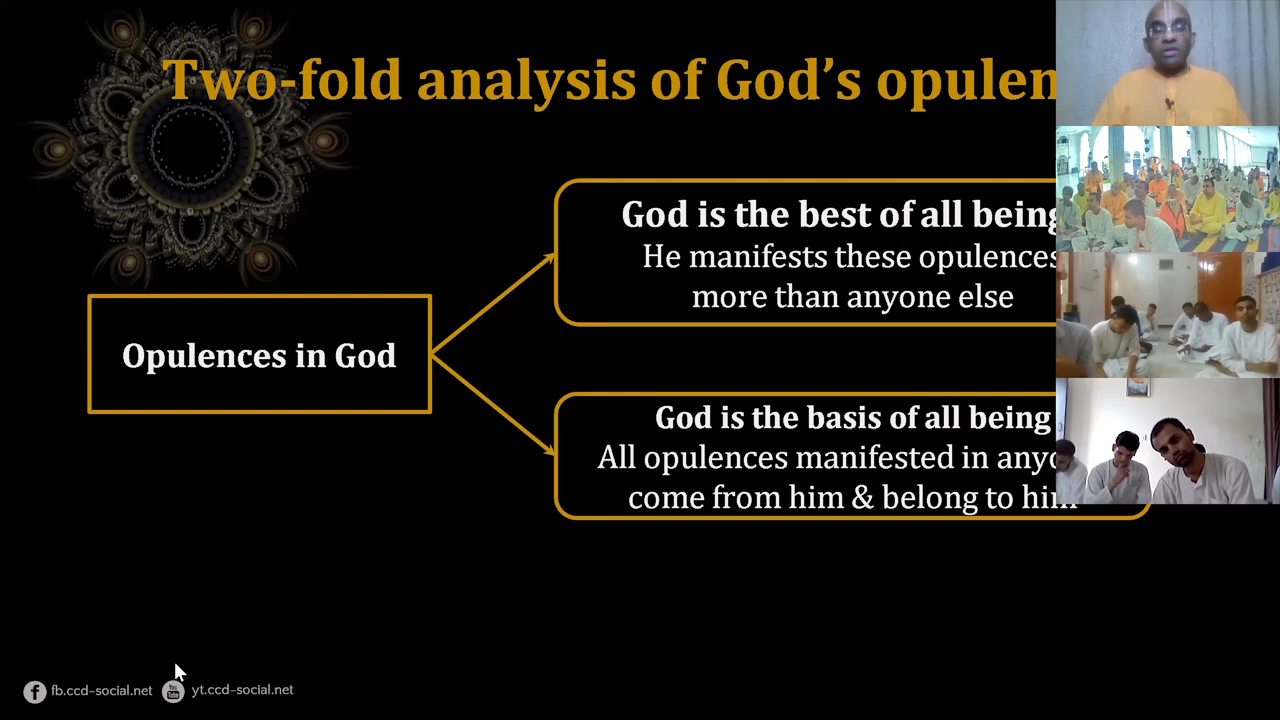 Two-fold analysis of God’s opulen
God is the best of all being
He manifests these opulences
more than anyone else
Opulences in God
God is the basis of all being
All opulences manifested in anyo
come from him & belong to him
fb.ccd-social.net
You Tube yt.ccd-social.net